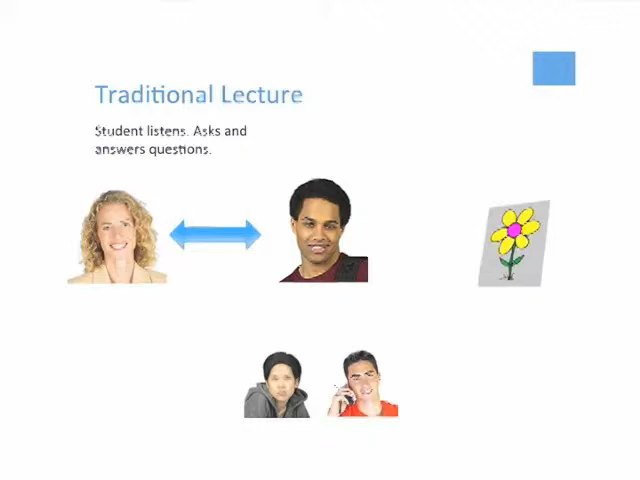 Traditional Lecture
Student listens. Asks and
answers questions.